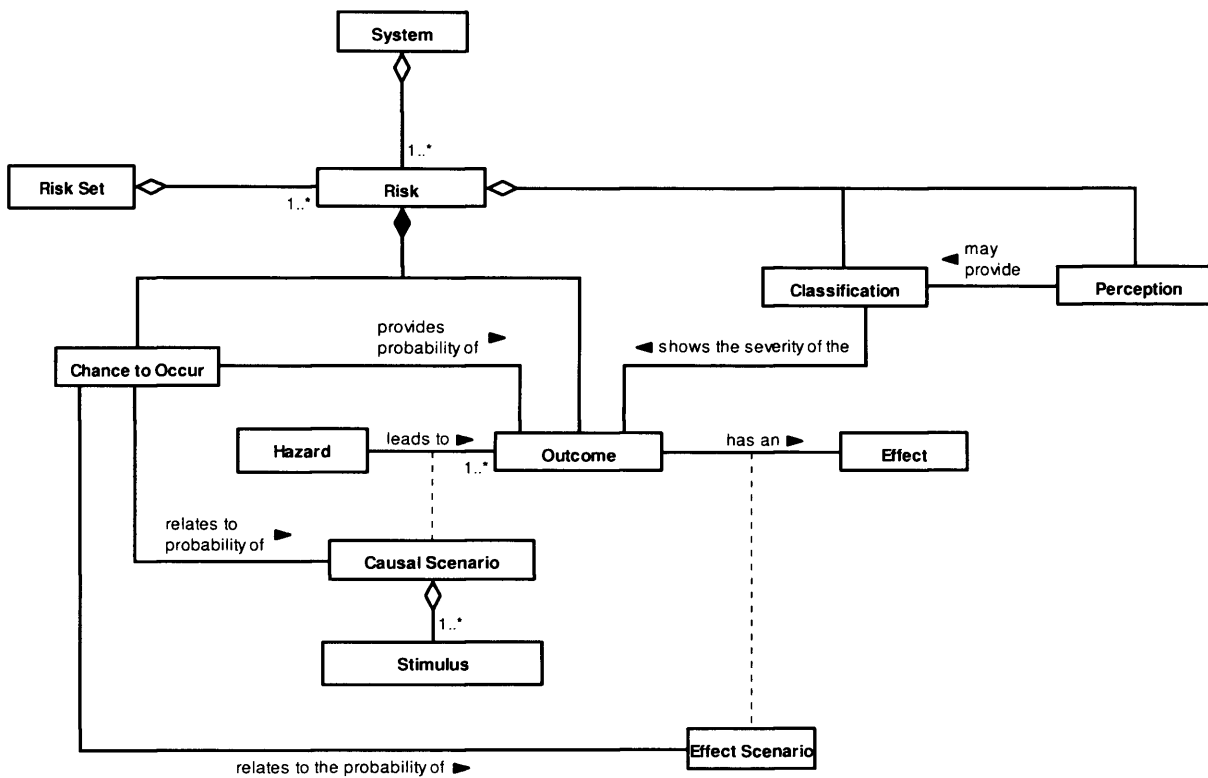 System
1..*
Risk Set
1..*
Risk
may
provide
Classification
Perception
provides
probability of
shows the severity of the
Chance to Occur
Hazard
leads to
1..*
Outcome
has an
Effect
relates to
probability of
Causal Scenario
1..*
Stimulus
Effect Scenario
relates to the probability of